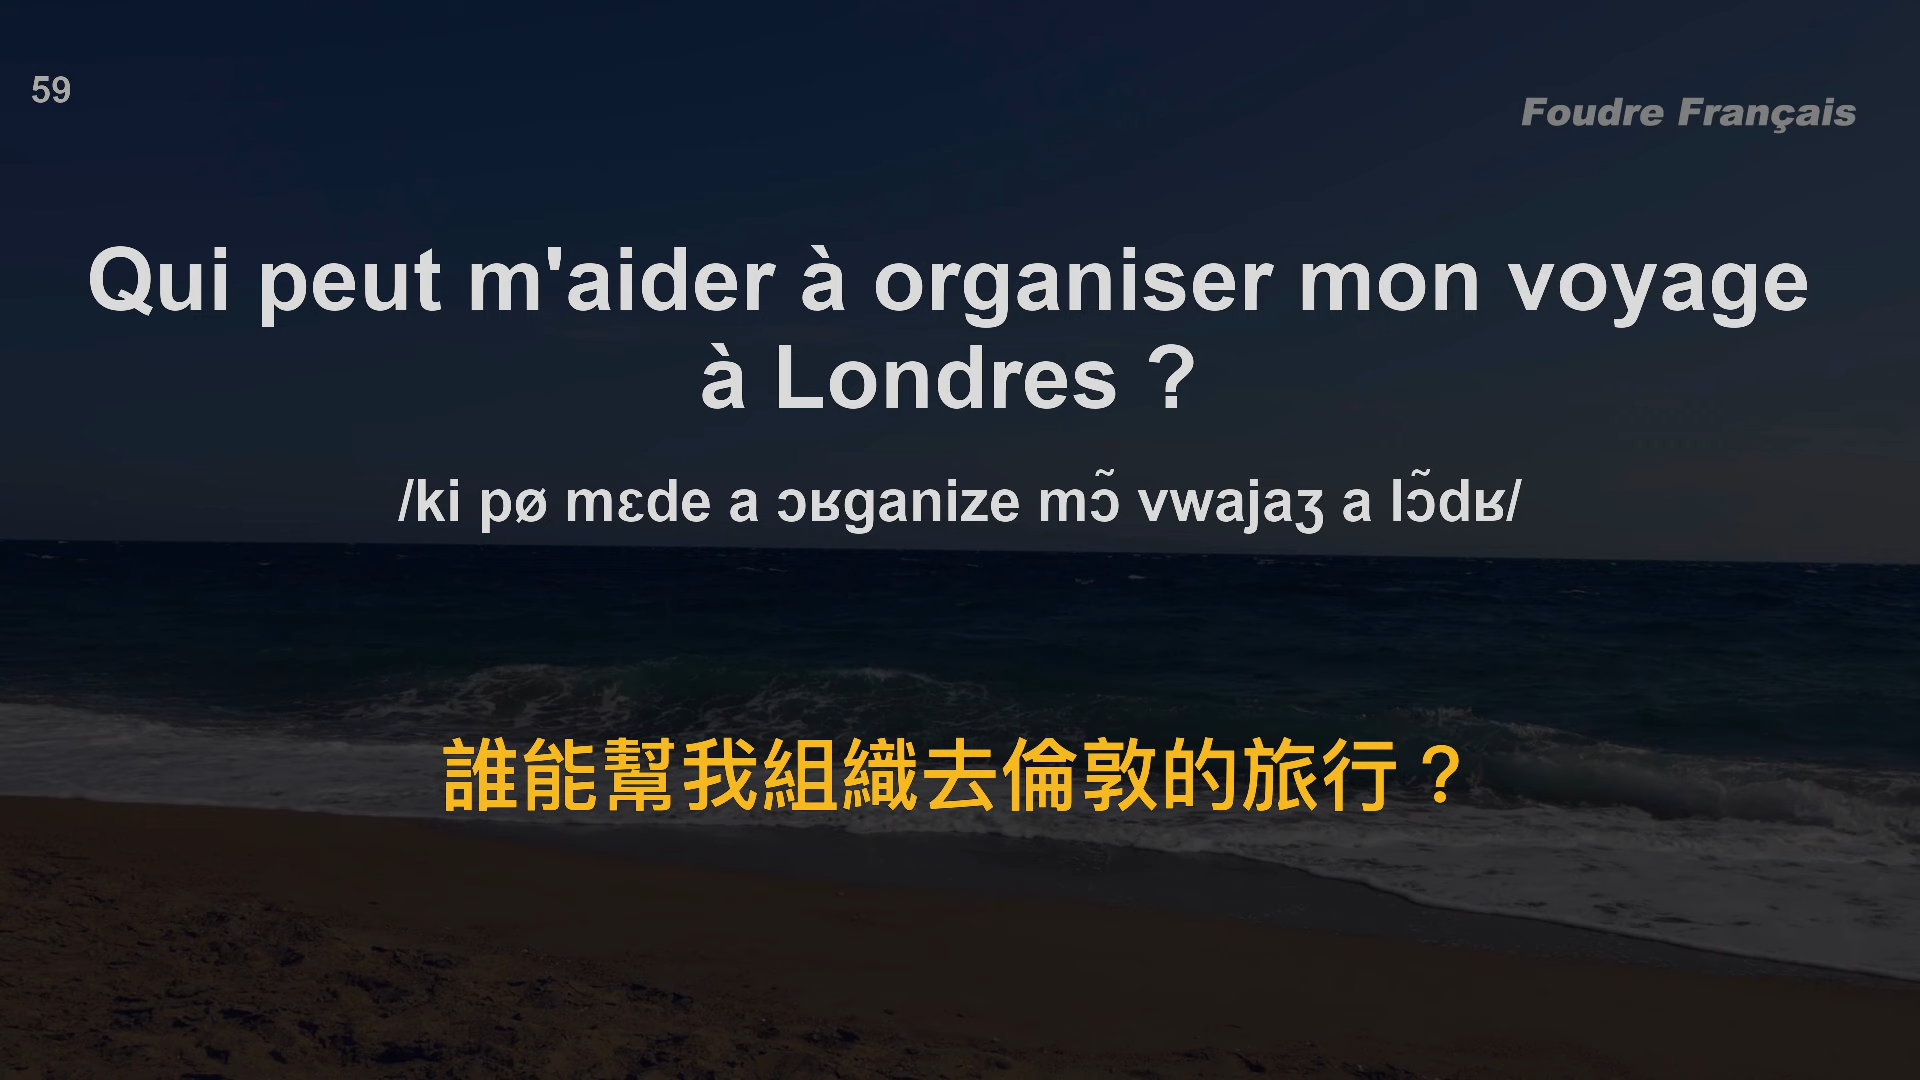 59
Foudre Français
Qui peut m'aider à organiser mon voyage
à Londres ?
/ki pø mɛde a ɔʁganize mɔ̃ vwajaʒ a lɔ̃dʁ/
誰能幫我組織去倫敦的旅行？